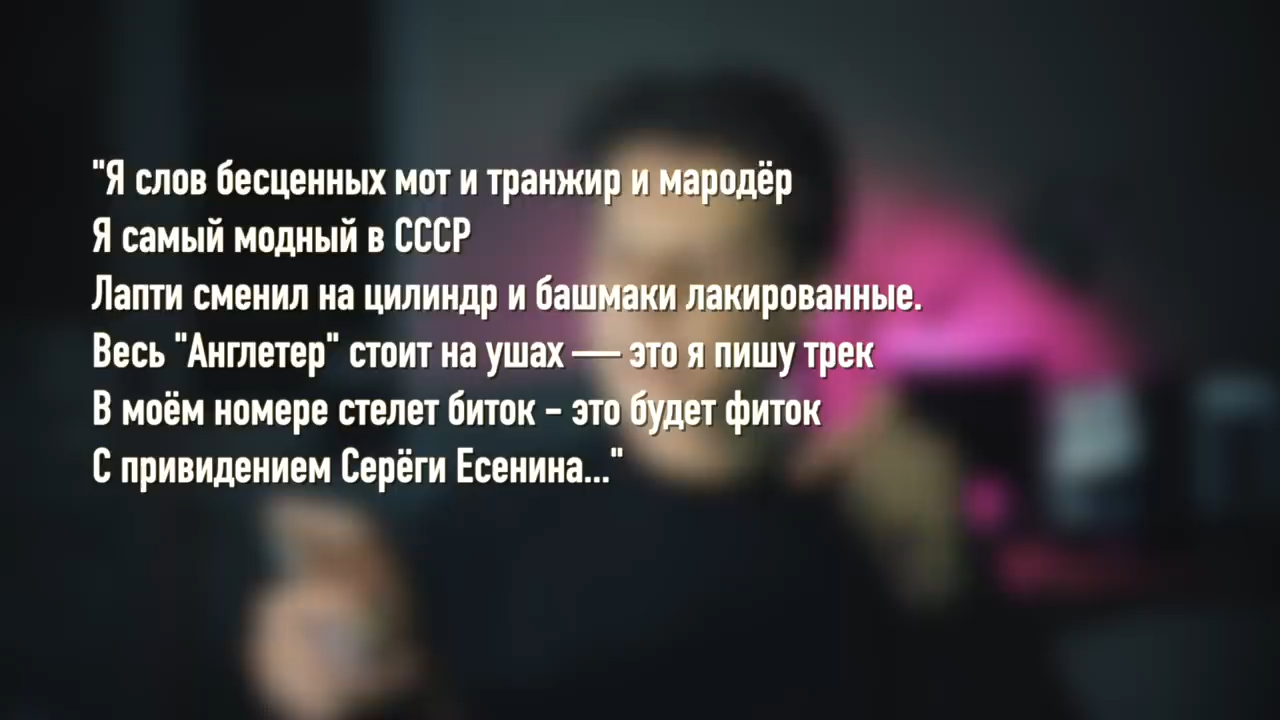 "Я слов бесценных мот и транжир и мародёр
Я самый модный в СССР
Лапти сменил на цилиндр и башмаки лакированные.
Весь "Англетер" стоит на ушах — это я пишу трек
В моём номере стелет биток - это будет фиток
С привидением Серёги Есенина..."